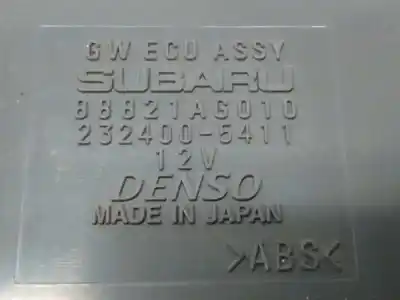 GW ECU ASSY
SUBARU
88821AG010
232400-5411
12V
DENSO
MADE IN JAPAN
>ABS<